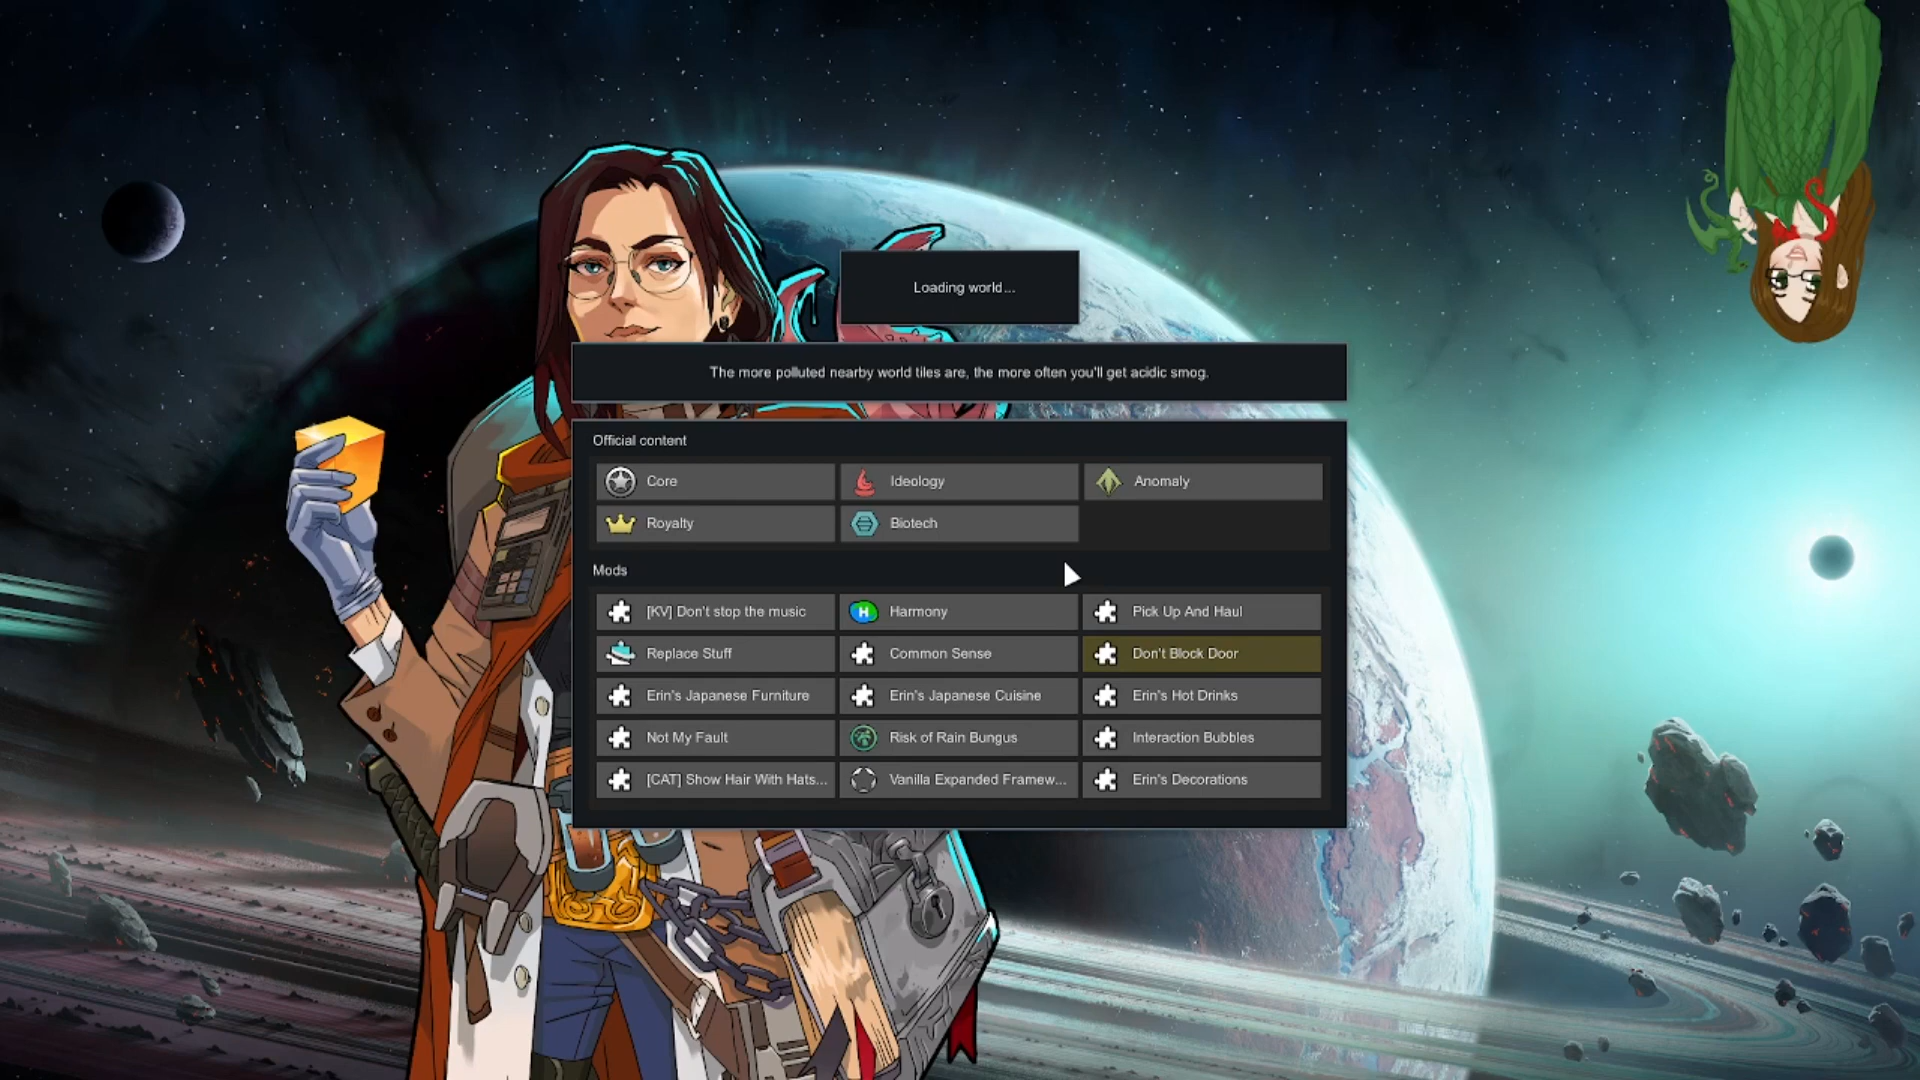 Loading world...
The more polluted nearby world tiles are, the more often you'll get acidic smog.
Official content
Core
Ideology
Anomaly
Royalty
Biotech
Mods
[KV] Don't stop the music
Harmony
Pick Up And Haul
Replace Stuff
Common Sense
Don't Block Door
Erin's Japanese Furniture
Erin's Japanese Cuisine
Erin's Hot Drinks
Not My Fault
Risk of Rain Bungus
Interaction Bubbles
[CAT] Show Hair With Hats...
Vanilla Expanded Framew...
Erin's Decorations